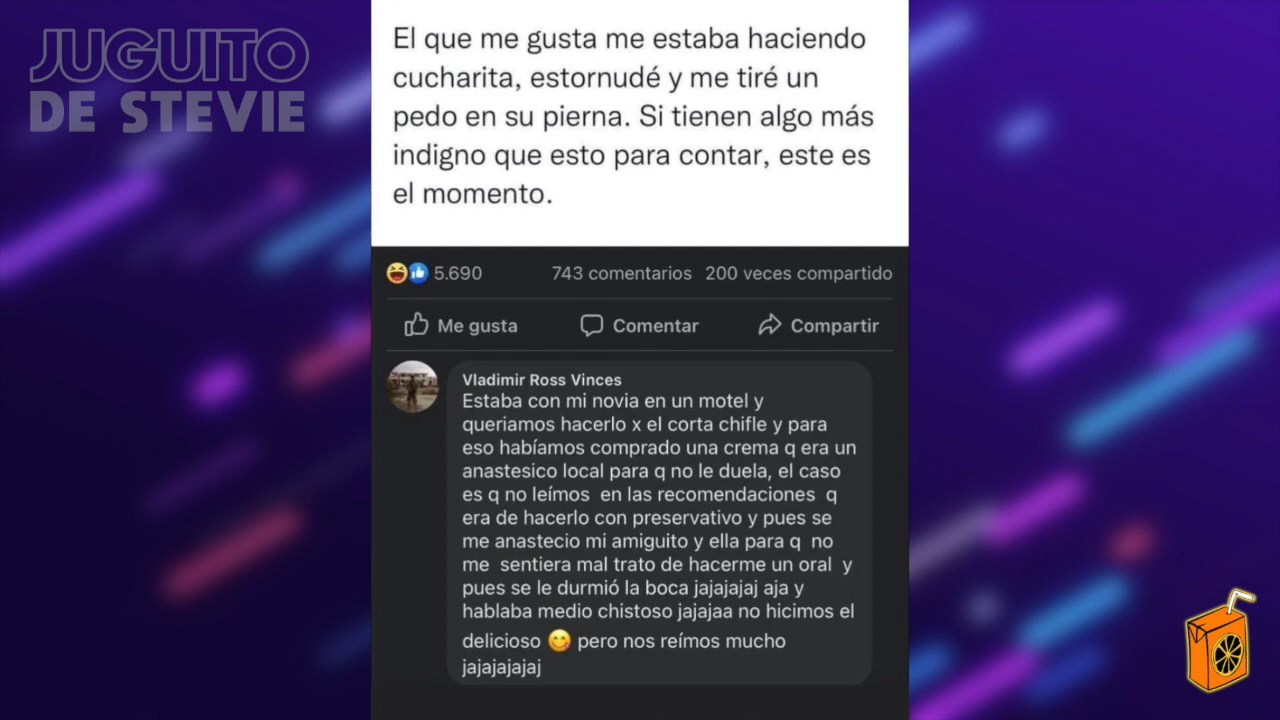 JUGUITO
DE STEVIE
El que me gusta me estaba haciendo
cucharita, estornudé y me tiré un
pedo en su pierna. Si tienen algo más
indigno que esto para contar, este es
el momento.
5.690 743 comentarios 200 veces compartido
Me gusta Comentar Compartir
Vladimir Ross Vinces
Estaba con mi novia en un motel y
queriamos hacerlo x el corta chifle y para
eso habíamos comprado una crema q era un
anastesico local para q no le duela, el caso
es q no leímos en las recomendaciones q
era de hacerlo con preservativo y pues se
me anastecio mi amiguito y ella para q no
me sentiera mal trato de hacerme un oral y
pues se le durmió la boca jajajajaj aja y
hablaba medio chistoso jajajaa no hicimos el
delicioso 😋 pero nos reímos mucho
jajajajajaj